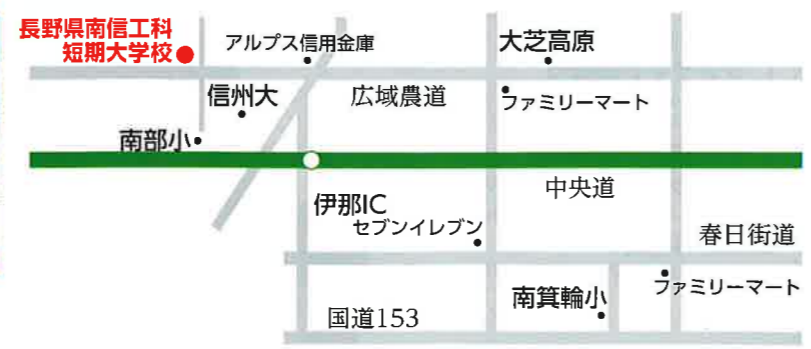 長野県南信工科
短期大学校
アルプス信用金庫
大芝高原
信州大
広域農道
ファミリーマート
南部小
中央道
伊那IC
セブンイレブン
春日街道
南箕輪小
ファミリーマート
国道153